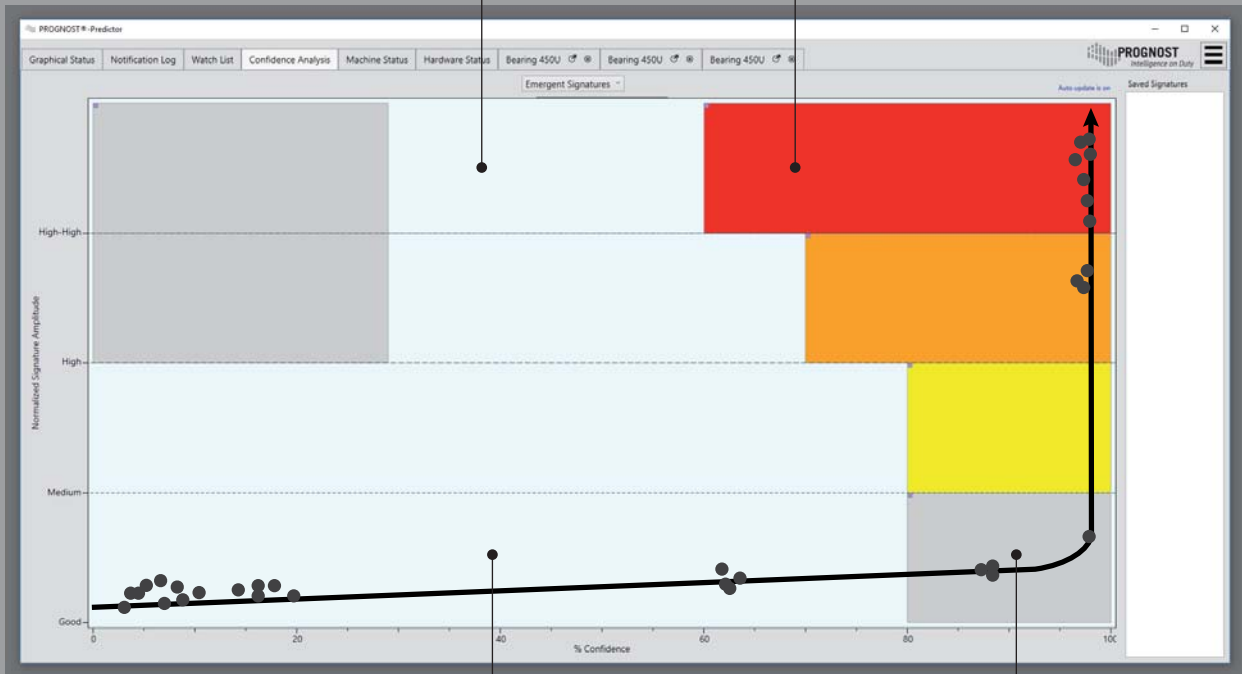 PROGNOST®-Predictor
Graphical Status Notification Log Watch List Confidence Analysis Machine Status Hardware Status Bearing 450U Bearing 450U Bearing 450U
PROGNOST
Intelligence on Duty
Emergent Signatures
Auto update is on
Saved Signatures
High-High
High
Medium
Good
Normalized Signature Amplitude
0 20 40 60 80 100
% Confidence